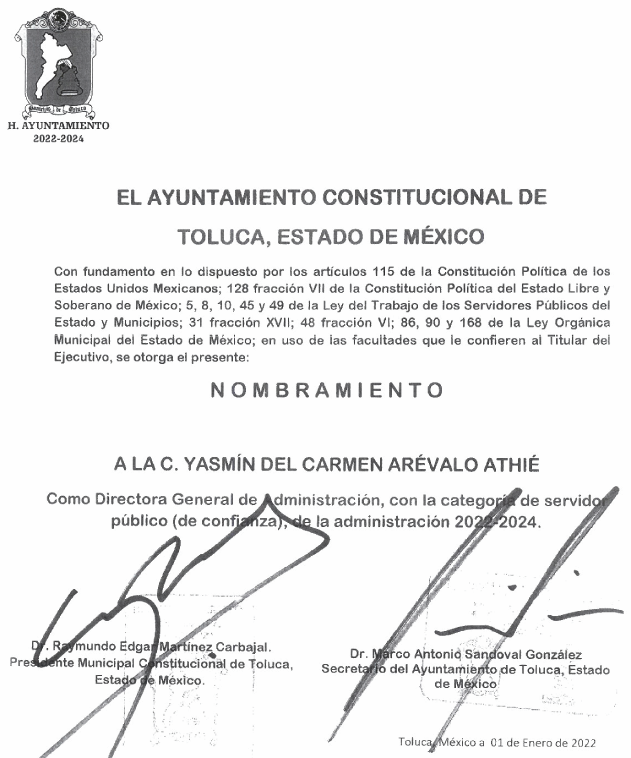 Municipio de Toluca
H. AYUNTAMIENTO
2022-2024
EL AYUNTAMIENTO CONSTITUCIONAL DE
TOLUCA, ESTADO DE MÉXICO
Con fundamento en lo dispuesto por los artículos 115 de la Constitución Política de los
Estados Unidos Mexicanos; 128 fracción VII de la Constitución Política del Estado Libre y
Soberano de México; 5, 8, 10, 45 y 49 de la Ley del Trabajo de los Servidores Públicos del
Estado y Municipios; 31 fracción XVII; 48 fracción VI; 86, 90 y 168 de la Ley Orgánica
Municipal del Estado de México; en uso de las facultades que le confieren al Titular del
Ejecutivo, se otorga el presente:
NOMBRAMIENTO
A LA C. YASMÍN DEL CARMEN ARÉVALO ATHIÉ
Como Directora General de Administración, con la categoría de servidor
público (de confianza), de la administración 2022-2024.
Dr. Raymundo Edgar Martínez Carbajal.
Presidente Municipal Constitucional de Toluca,
Estado de México.
Dr. Marco Antonio Sandoval González
Secretario del Ayuntamiento de Toluca, Estado
de México
Toluca, México a 01 de Enero de 2022